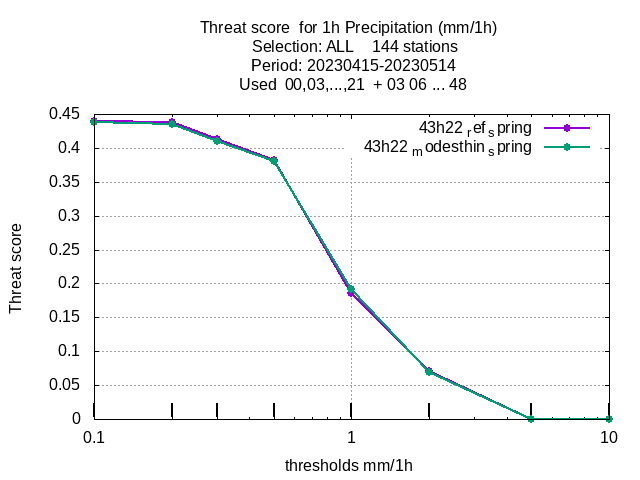 Threat score  for 1h Precipitation (mm/1h)
Selection: ALL    144 stations
Period: 20230415-20230514
Used  00,03,...,21  + 03 06 ... 48
43h22 ref spring
43h22 modesthin spring
0.45
0.4
0.35
0.3
0.25
0.2
0.15
0.1
0.05
0
Threat score
0.1
1
10
thresholds mm/1h